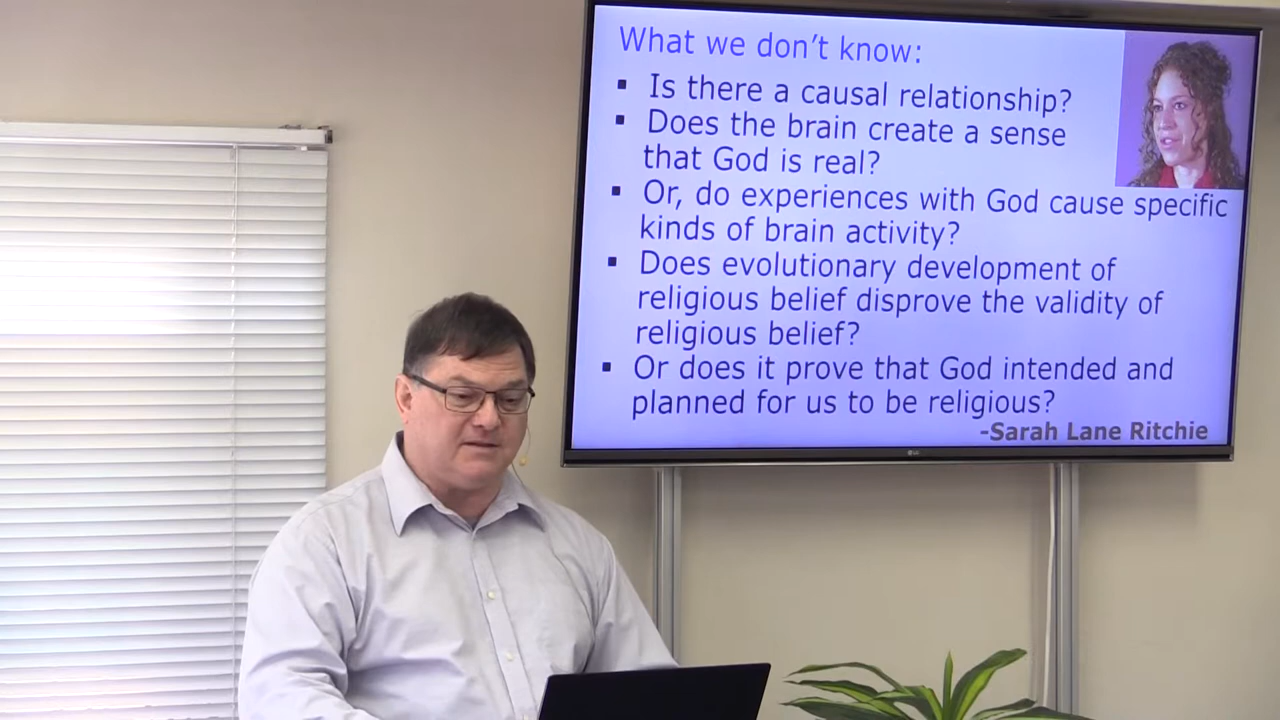 What we don't know:
▪ Is there a causal relationship?
▪ Does the brain create a sense
that God is real?
▪ Or, do experiences with God cause specific
kinds of brain activity?
▪ Does evolutionary development of
religious belief disprove the validity of
religious belief?
▪ Or does it prove that God intended and
planned for us to be religious?
-Sarah Lane Ritchie
LG